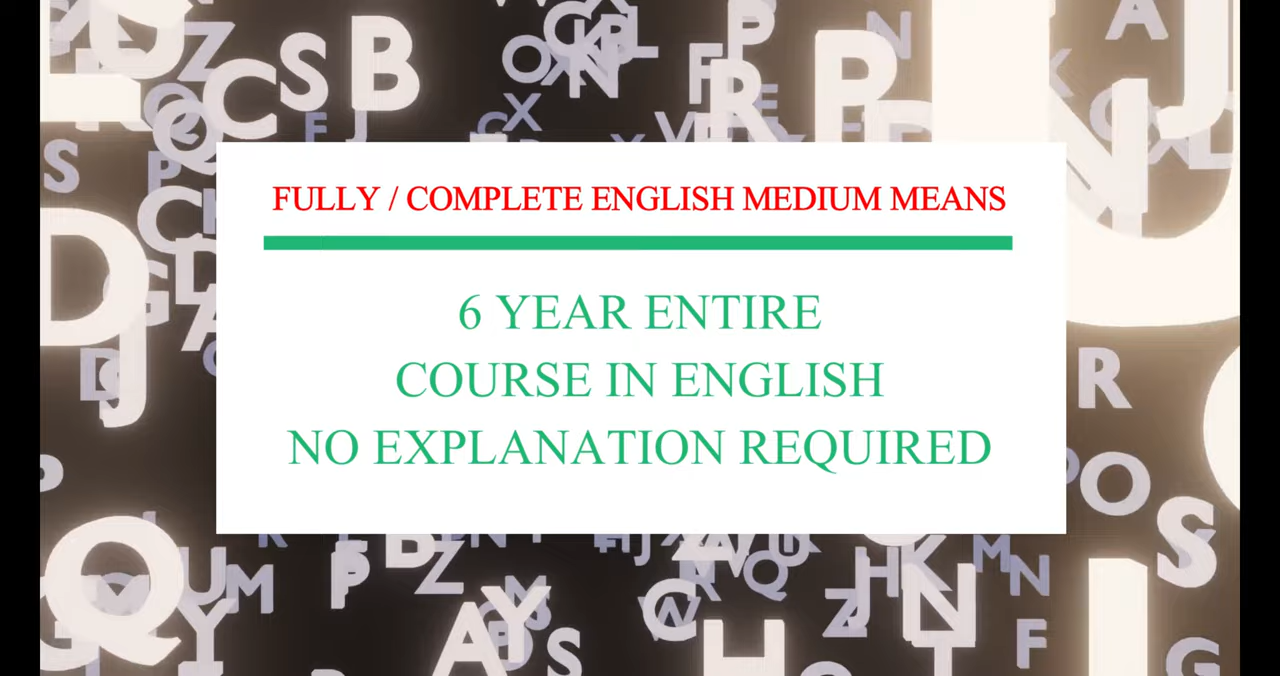 FULLY / COMPLETE ENGLISH MEDIUM MEANS
6 YEAR ENTIRE
COURSE IN ENGLISH
NO EXPLANATION REQUIRED